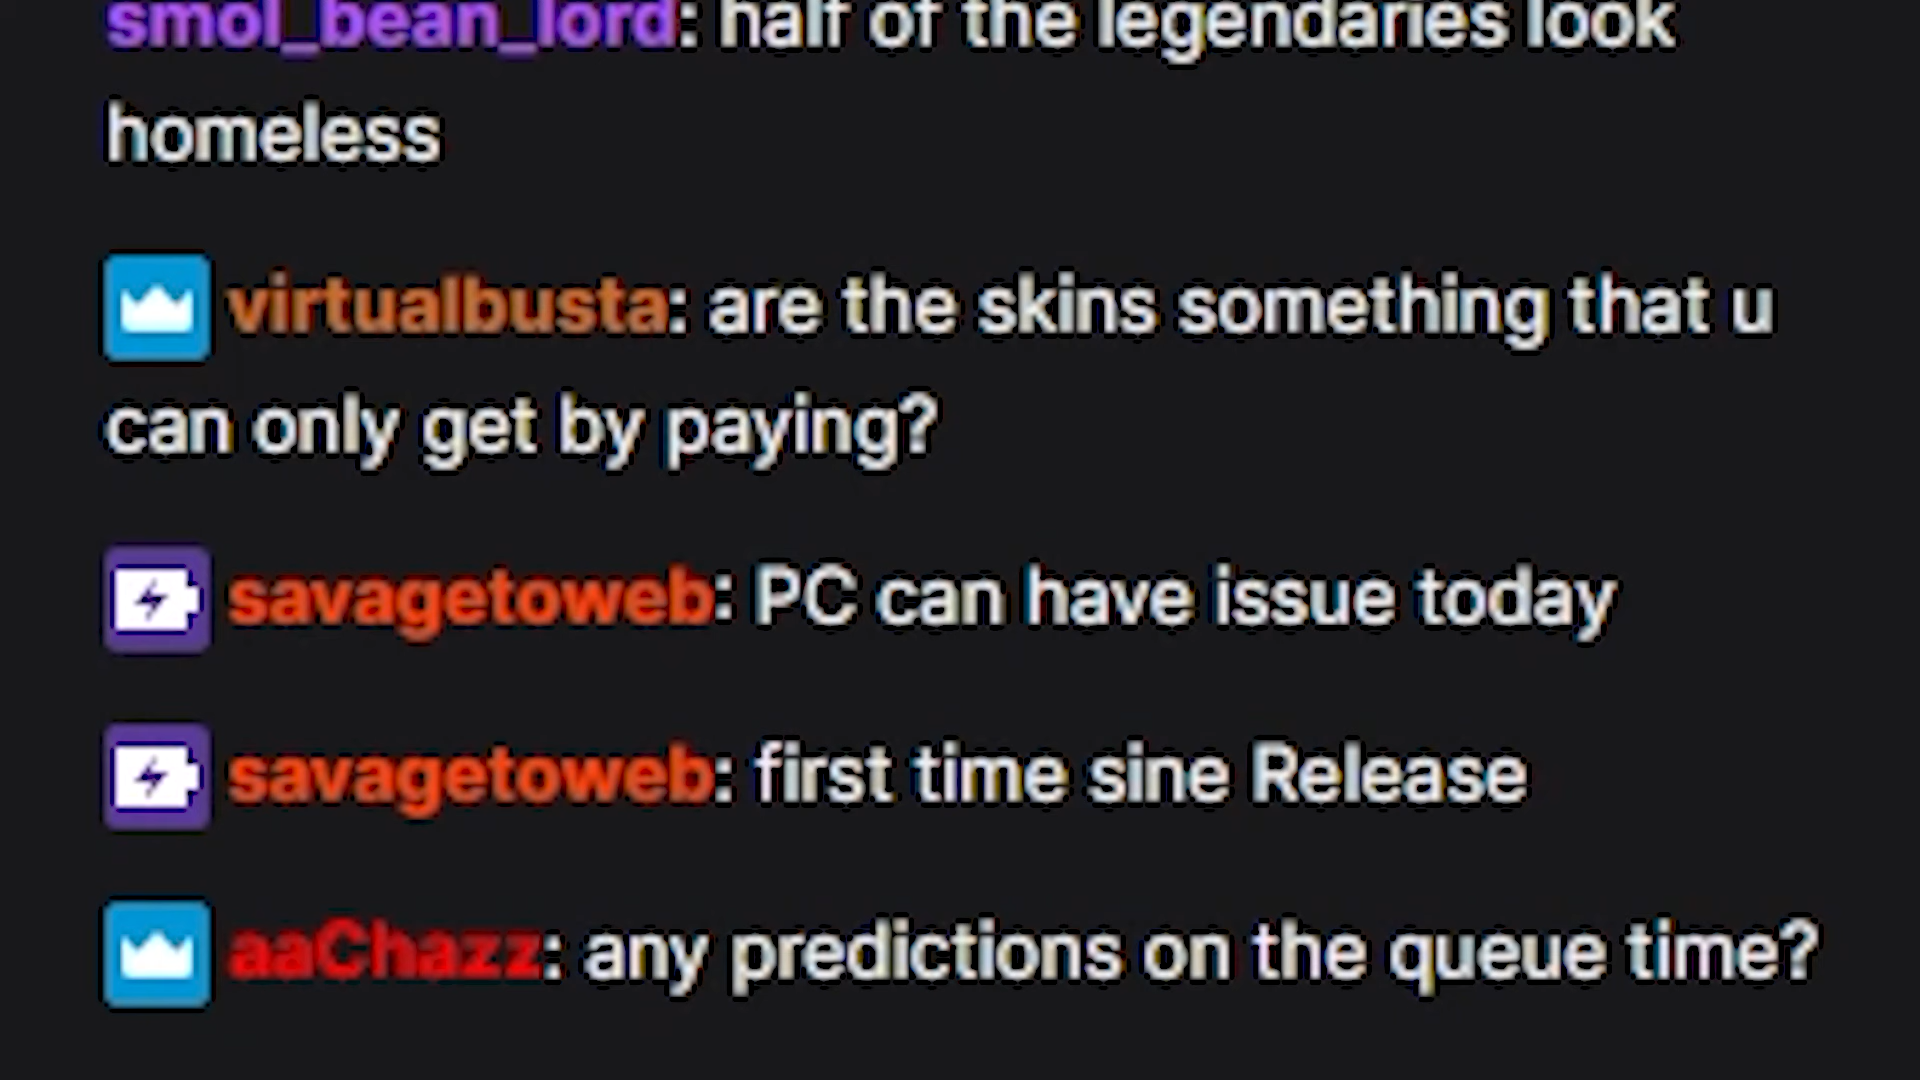 smol_bean_lord: half of the legendaries look
homeless
virtualbusta: are the skins something that u
can only get by paying?
savagetoweb: PC can have issue today
savagetoweb: first time sine Release
aaChazz: any predictions on the queue time?